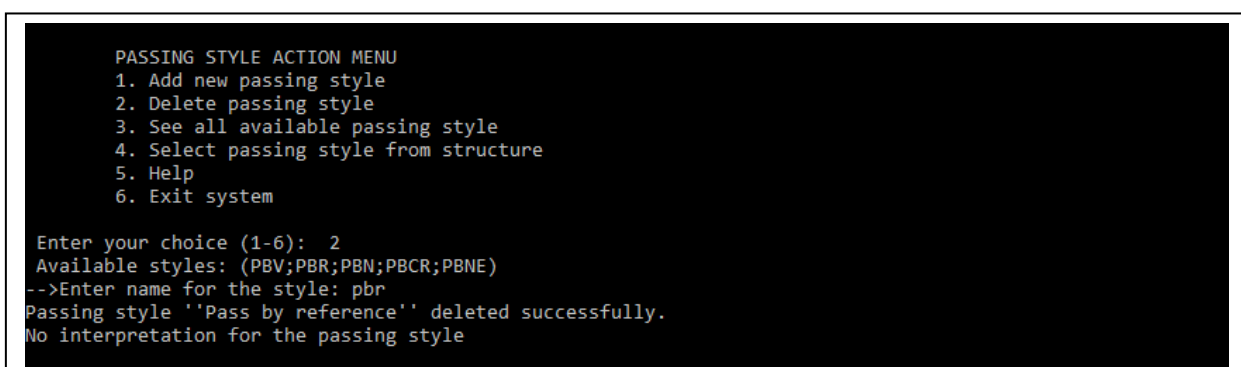 PASSING STYLE ACTION MENU
1. Add new passing style
2. Delete passing style
3. See all available passing style
4. Select passing style from structure
5. Help
6. Exit system
Enter your choice (1-6):  2
Available styles: (PBV;PBR;PBN;PBCR;PBNE)
-->Enter name for the style: pbr
Passing style ''Pass by reference'' deleted successfully.
No interpretation for the passing style